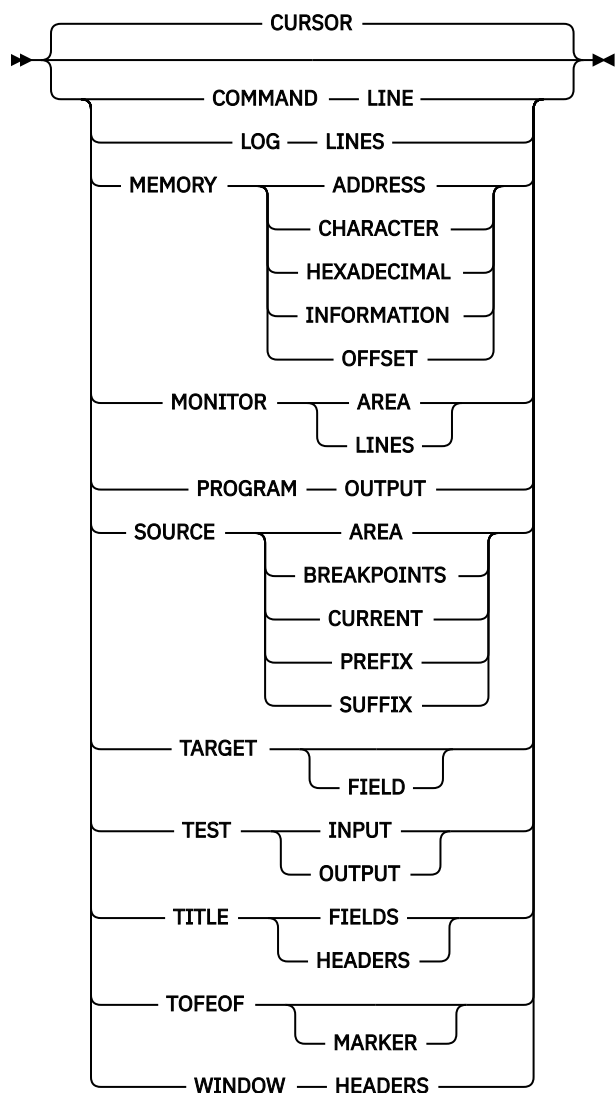 CURSOR
COMMAND LINE
LOG LINES
MEMORY ADDRESS
CHARACTER
HEXADECIMAL
INFORMATION
OFFSET
MONITOR AREA
LINES
PROGRAM OUTPUT
SOURCE AREA
BREAKPOINTS
CURRENT
PREFIX
SUFFIX
TARGET
FIELD
TEST INPUT
OUTPUT
TITLE FIELDS
HEADERS
TOFEOF
MARKER
WINDOW HEADERS